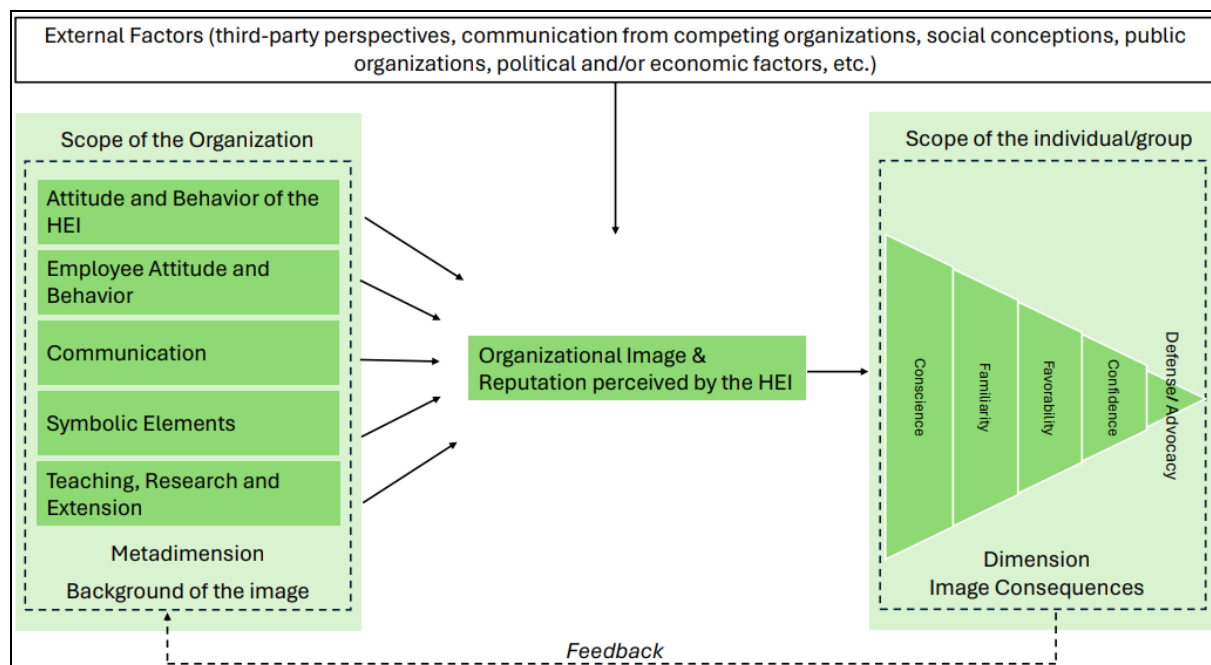 External Factors (third-party perspectives, communication from competing organizations, social conceptions, public
organizations, political and/or economic factors, etc.)
Scope of the Organization
Attitude and Behavior of the
HEI
Employee Attitude and
Behavior
Communication
Symbolic Elements
Teaching, Research and
Extension
Metadimension
Background of the image
Organizational Image &
Reputation perceived by the HEI
Scope of the individual/group
Conscience
Familiarity
Favorability
Confidence
Defense/ Advocacy
Dimension
Image Consequences
Feedback